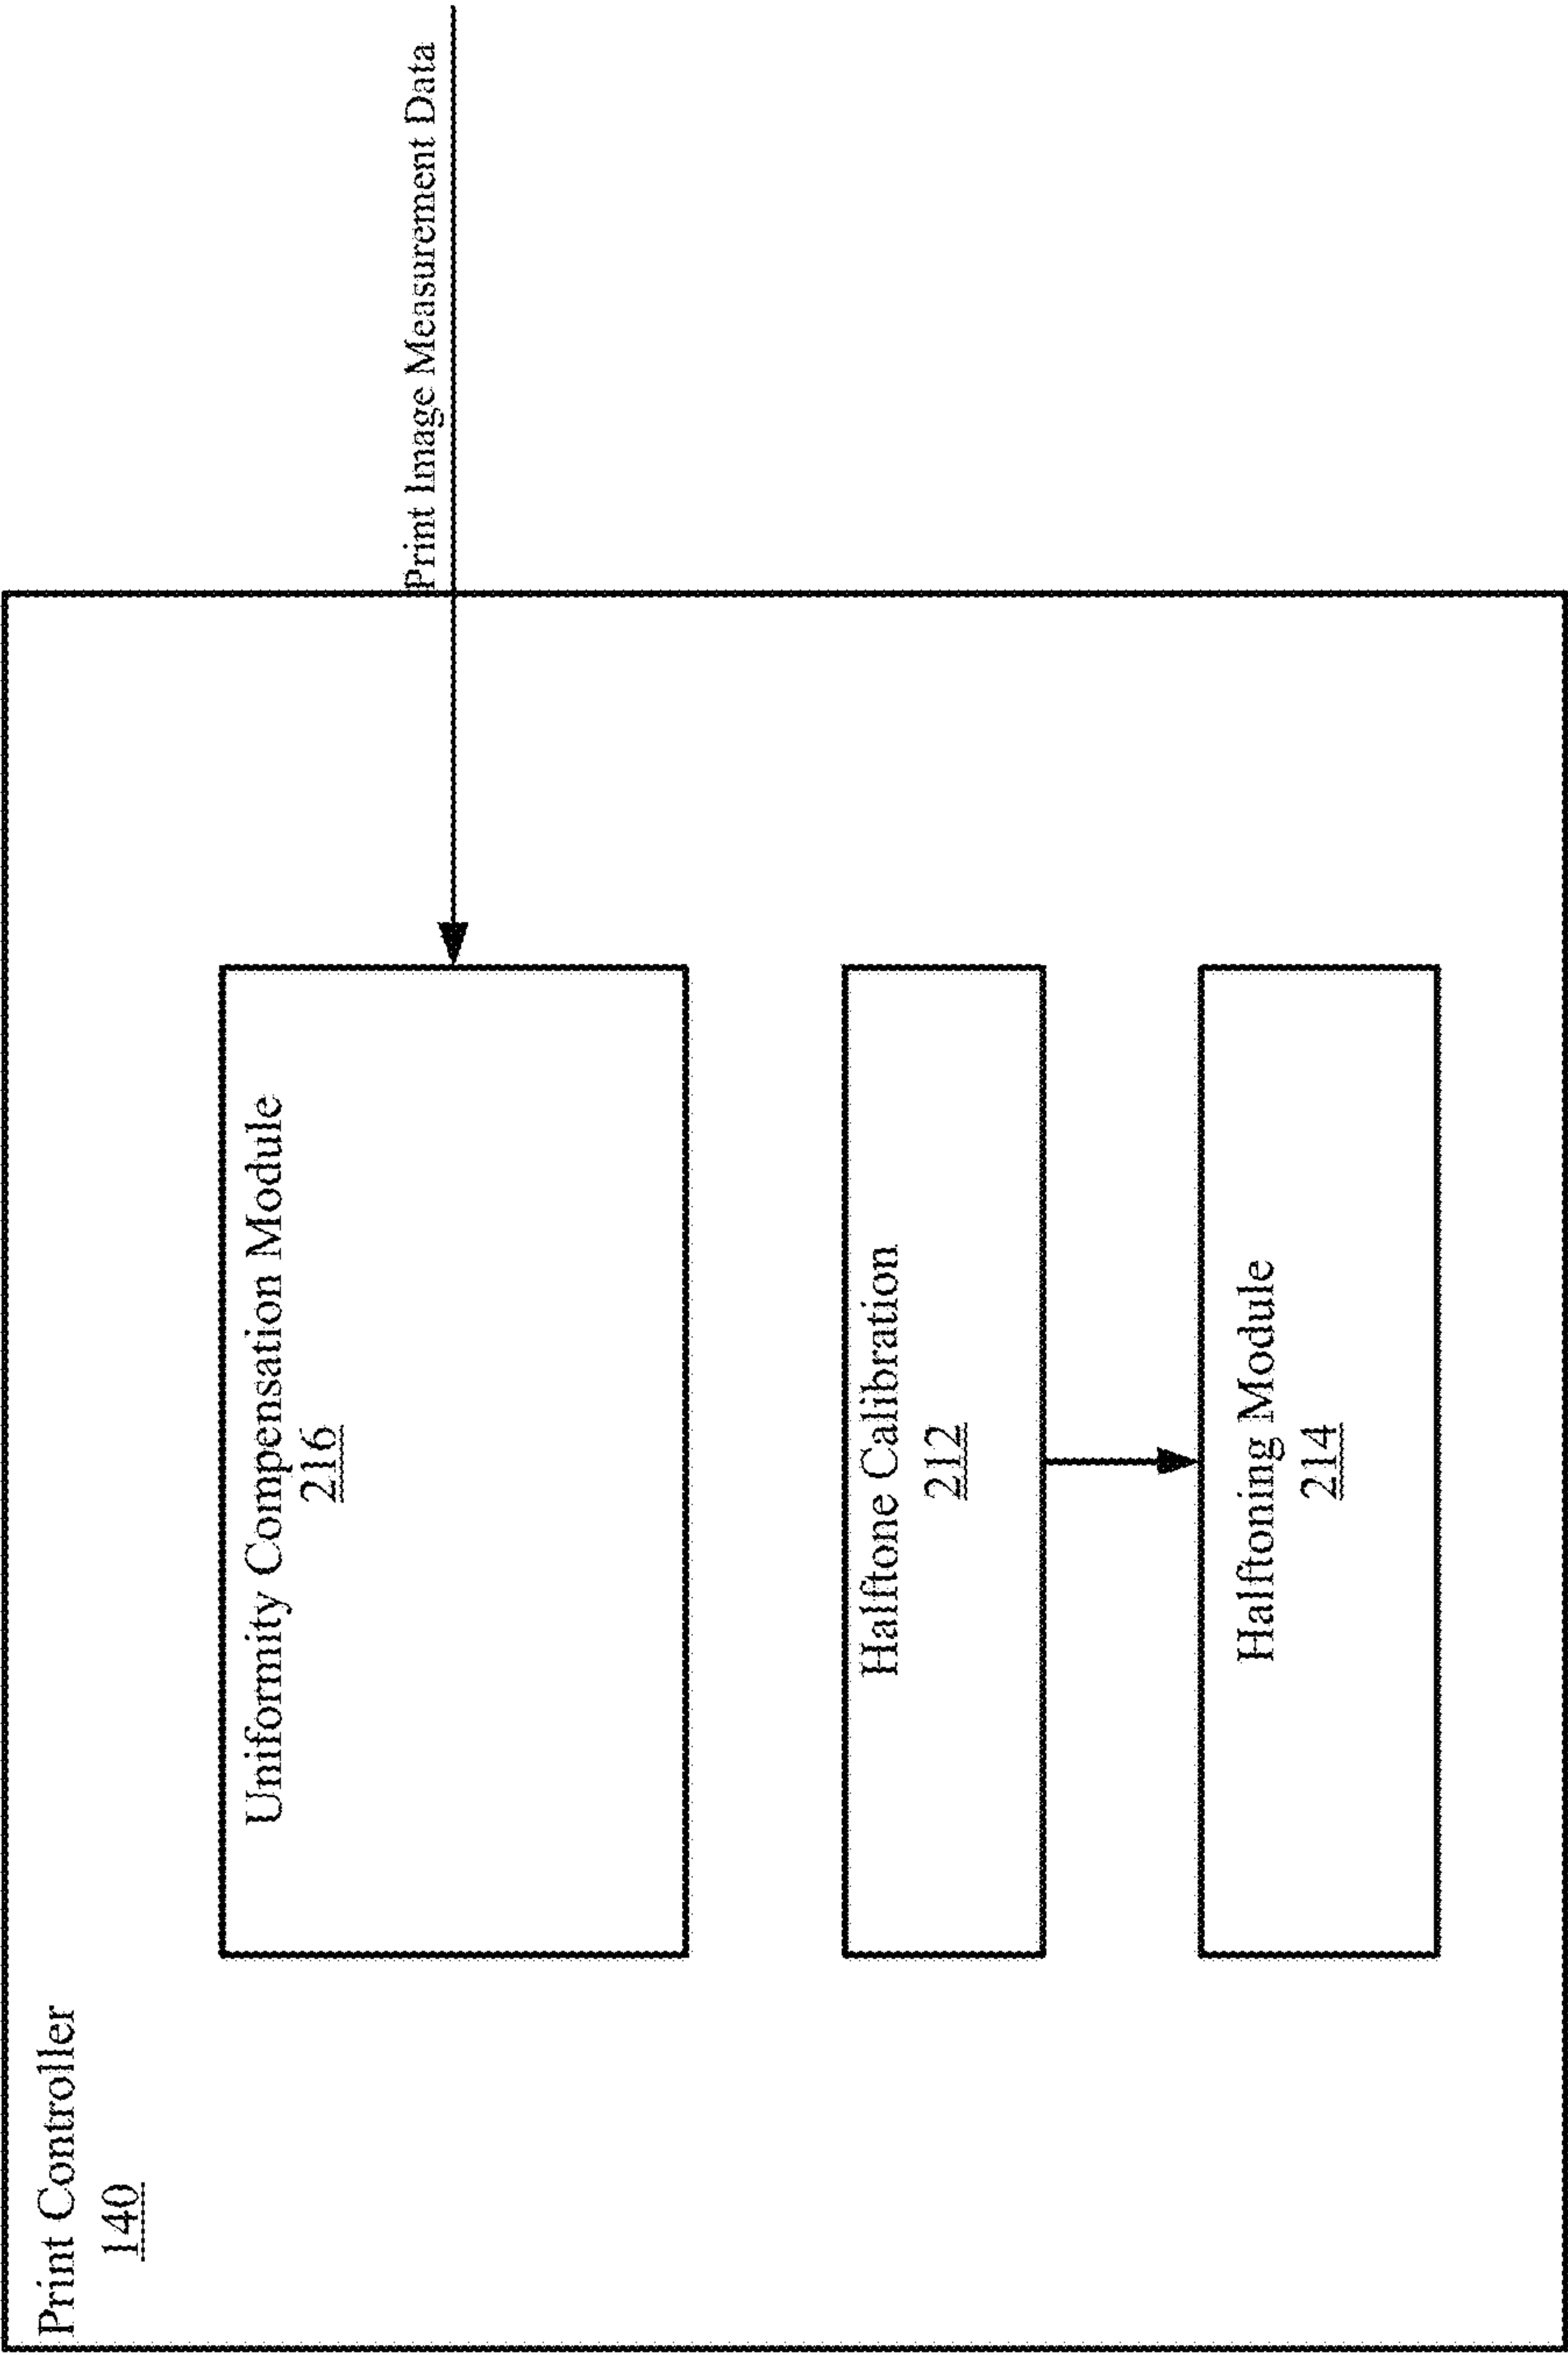 Print Controller
140
Uniformity Compensation Module
216
Print Image Measurement Data
Halftone Calibration
212
Halftoning Module
214